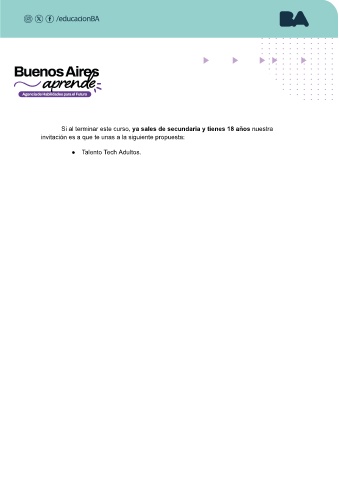 /educacionBA
BA
Buenos Aires
aprende
Agencia de Habilidades para el Futuro
Si al terminar este curso, ya sales de secundaria y tienes 18 años nuestra
invitación es a que te unas a la siguiente propuesta:
● Talento Tech Adultos.